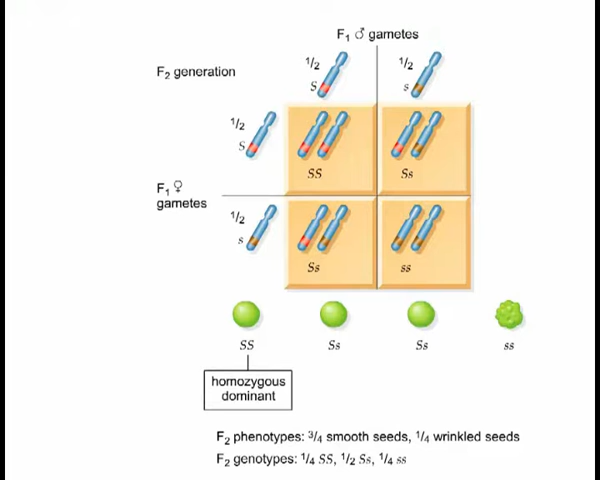 F₁ ♂ gametes
F₂ generation
1/2
S
1/2
s
1/2
S
SS
Ss
F₁ ♀
gametes
1/2
s
Ss
ss
SS
Ss
Ss
ss
homozygous
dominant
F₂ phenotypes: 3/4 smooth seeds, 1/4 wrinkled seeds
F₂ genotypes: 1/4 SS, 1/2 Ss, 1/4 ss